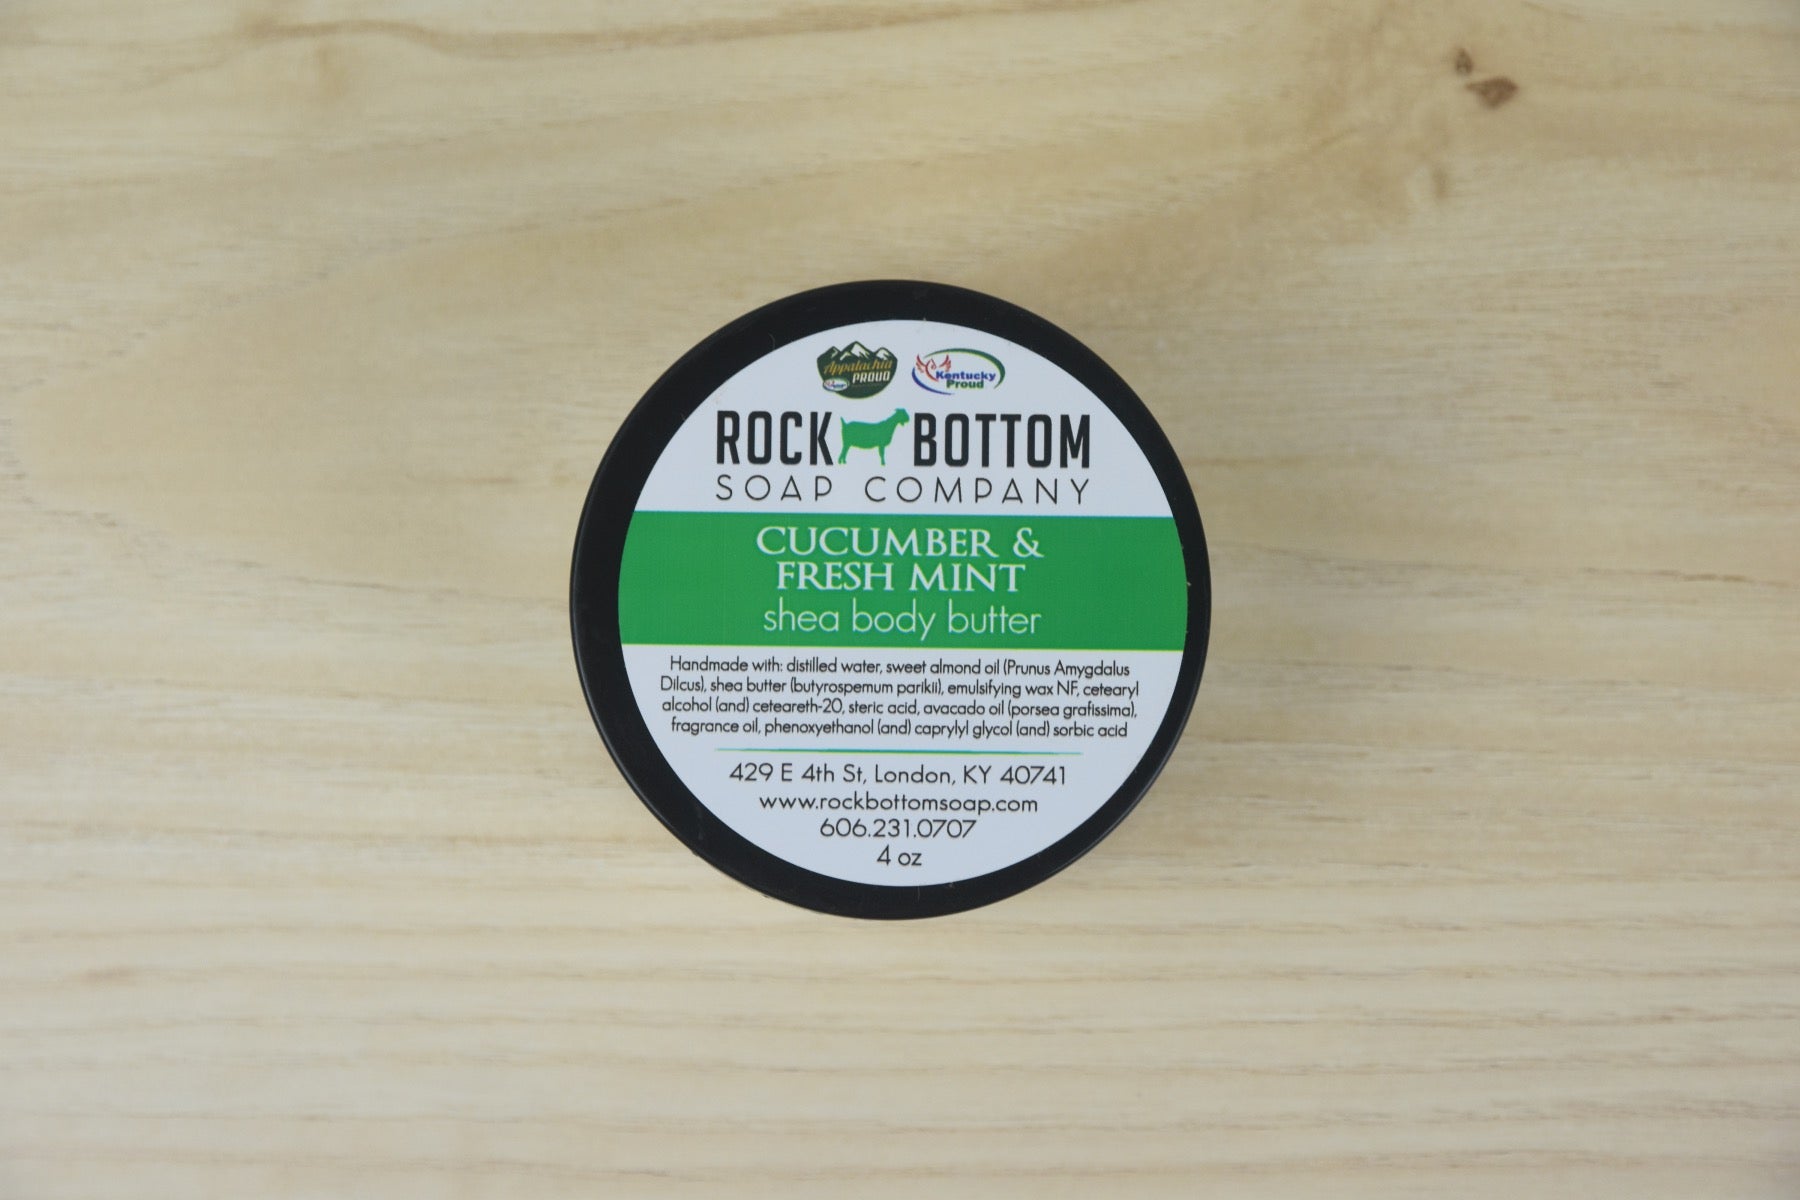 Appalachia
PROUD
Kentucky
Proud
ROCK BOTTOM
SOAP COMPANY
CUCUMBER &
FRESH MINT
shea body butter
Handmade with: distilled water, sweet almond oil (Prunus Amygdalus
Dilcus), shea butter (butyrospemum parikii), emulsifying wax NF, cetearyl
alcohol (and) ceteareth-20, steric acid, avacado oil (porsea grafissima),
fragrance oil, phenoxyethanol (and) caprylyl glycol (and) sorbic acid
429 E 4th St, London, KY 40741
www.rockbottomsoap.com
606.231.0707
4 oz